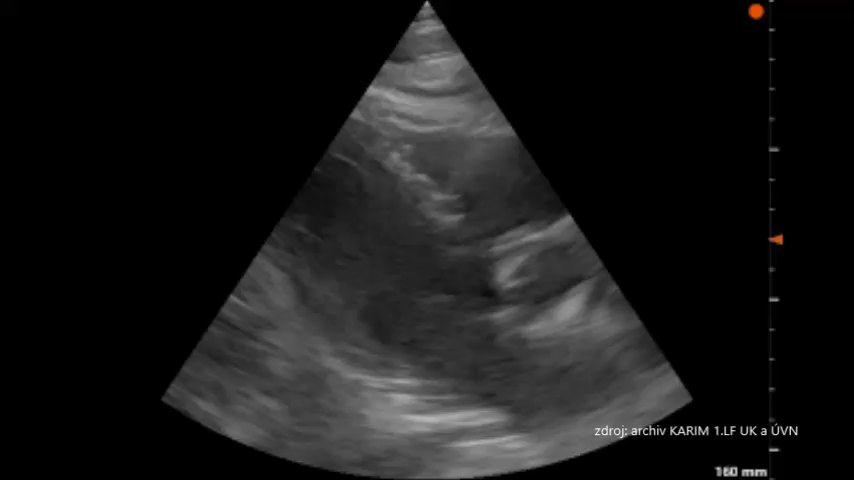 zdroj: archiv KARIM 1.LF UK a ÚVN
160 mm